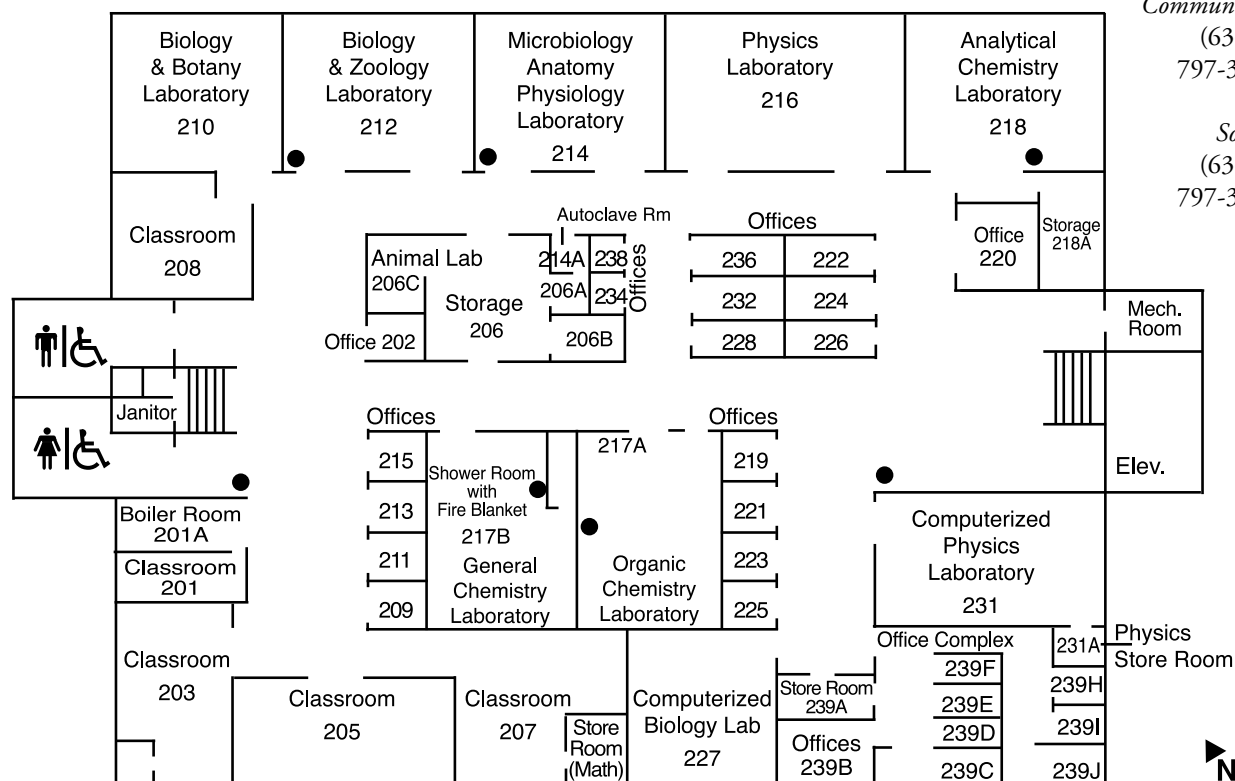 Commun
(63
797-3
So
(63
797-3
Biology
& Botany
Laboratory
210
Biology
& Zoology
Laboratory
212
Microbiology
Anatomy
Physiology
Laboratory
214
Physics
Laboratory
216
Analytical
Chemistry
Laboratory
218
Classroom
208
Autoclave Rm
Animal Lab
206C
214A
238
Offices
206A
234
Storage
206
Office 202
206B
Offices
236
222
232
224
228
226
Office
220
Storage
218A
Mech.
Room
Janitor
Elev.
Offices
215
213
211
209
Shower Room
with
Fire Blanket
217B
General
Chemistry
Laboratory
217A
Organic
Chemistry
Laboratory
Offices
219
221
223
225
Boiler Room
201A
Classroom
201
Computerized
Physics
Laboratory
231
Classroom
203
Classroom
205
Classroom
207
Store
Room
(Math)
Computerized
Biology Lab
227
Store Room
239A
Offices
239B
Office Complex
239F
239E
239D
239C
231A
Physics
Store Room
239H
239I
239J
N